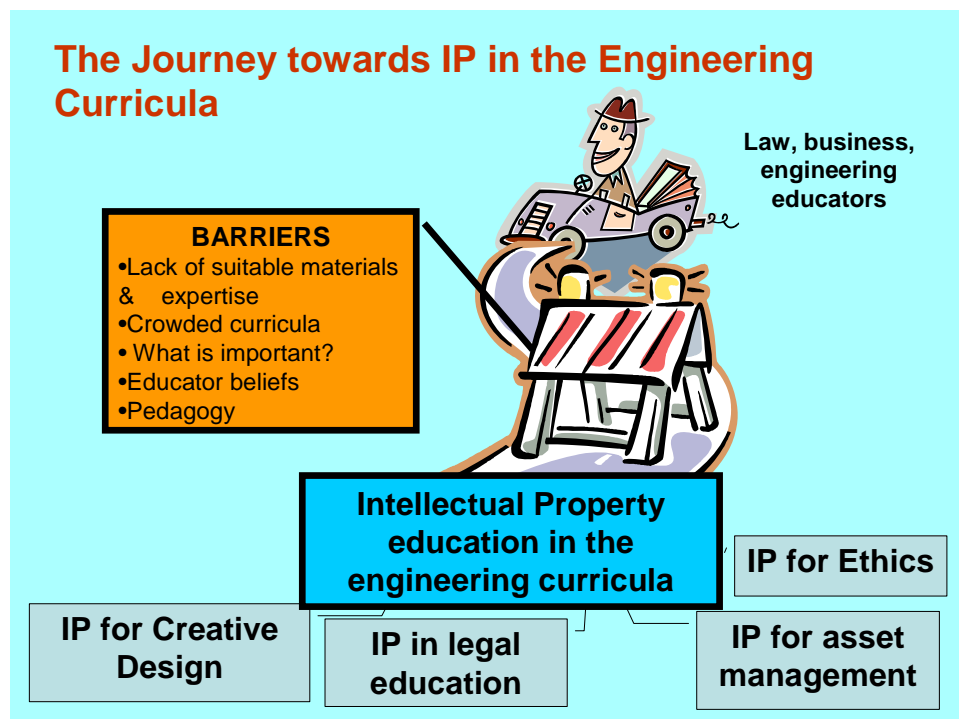 The Journey towards IP in the Engineering
Curricula
Law, business,
engineering
educators
BARRIERS
•Lack of suitable materials
& expertise
•Crowded curricula
• What is important?
•Educator beliefs
•Pedagogy
Intellectual Property
education in the
engineering curricula
IP for Ethics
IP for Creative
Design
IP in legal
education
IP for asset
management